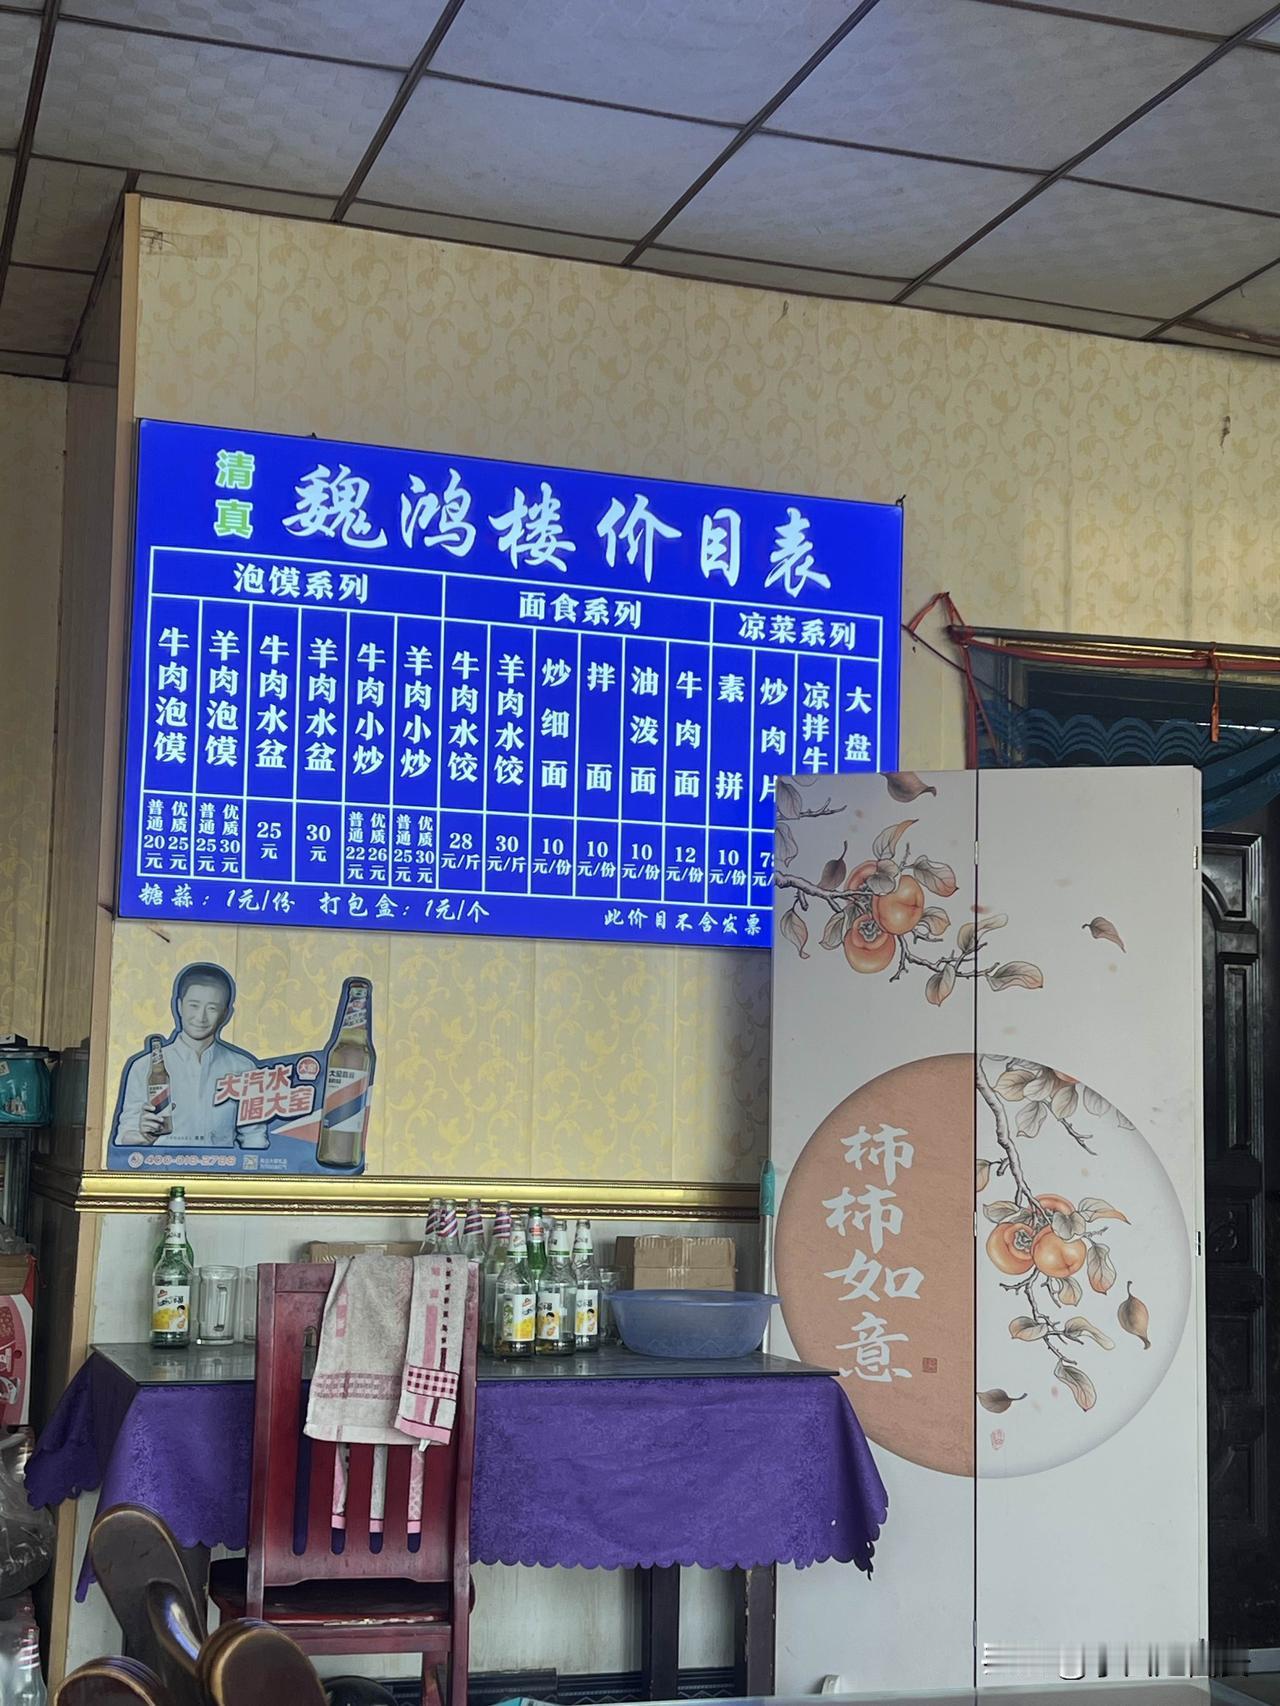 清真
魏鸿楼价目表
泡馍系列
面食系列
凉菜系列
牛肉泡馍
羊肉泡馍
牛肉水盆
羊肉水盆
牛肉小炒
羊肉小炒
牛肉水饺
羊肉水饺
炒细面
拌面
油泼面
牛肉面
素拼
炒肉片
凉拌牛
大盘
普通20元 优质25元
普通25元 优质30元
25元
30元
普通22元 优质26元
普通25元 优质30元
28元/斤
30元/斤
10元/份
10元/份
10元/份
12元/份
10元/份
糖蒜：1元/份 打包盒：1元/个
此价目不含发票
大汽水
喝大窑
400-018-2798
柿柿如意